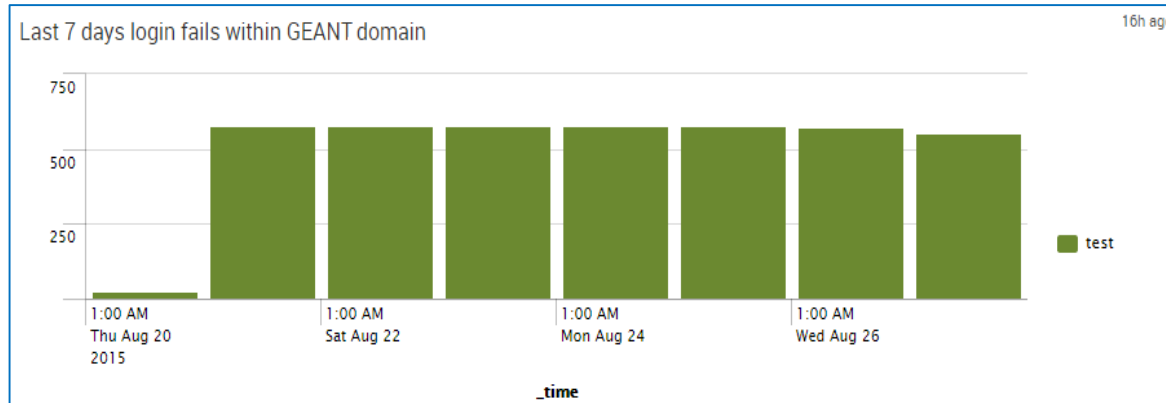 Last 7 days login fails within GEANT domain
16h ag
750
500
250
test
1:00 AM 1:00 AM 1:00 AM 1:00 AM
Thu Aug 20 Sat Aug 22 Mon Aug 24 Wed Aug 26
2015
_time